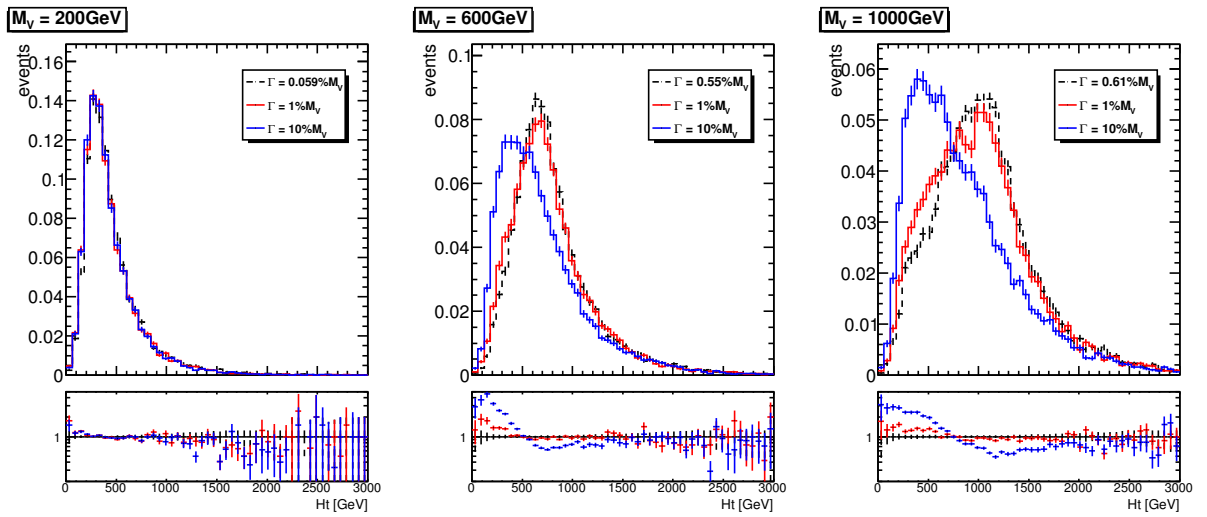 M_V = 200GeV
events
Γ = 0.059%M_V
Γ = 1%M_V
Γ = 10%M_V
0.16
0.14
0.12
0.1
0.08
0.06
0.04
0.02
0
1
0 500 1000 1500 2000 2500 3000
Ht [GeV]
M_V = 600GeV
events
Γ = 0.55%M_V
Γ = 1%M_V
Γ = 10%M_V
0.1
0.08
0.06
0.04
0.02
0
1
0 500 1000 1500 2000 2500 3000
Ht [GeV]
M_V = 1000GeV
events
Γ = 0.61%M_V
Γ = 1%M_V
Γ = 10%M_V
0.06
0.05
0.04
0.03
0.02
0.01
0
1
0 500 1000 1500 2000 2500 3000
Ht [GeV]